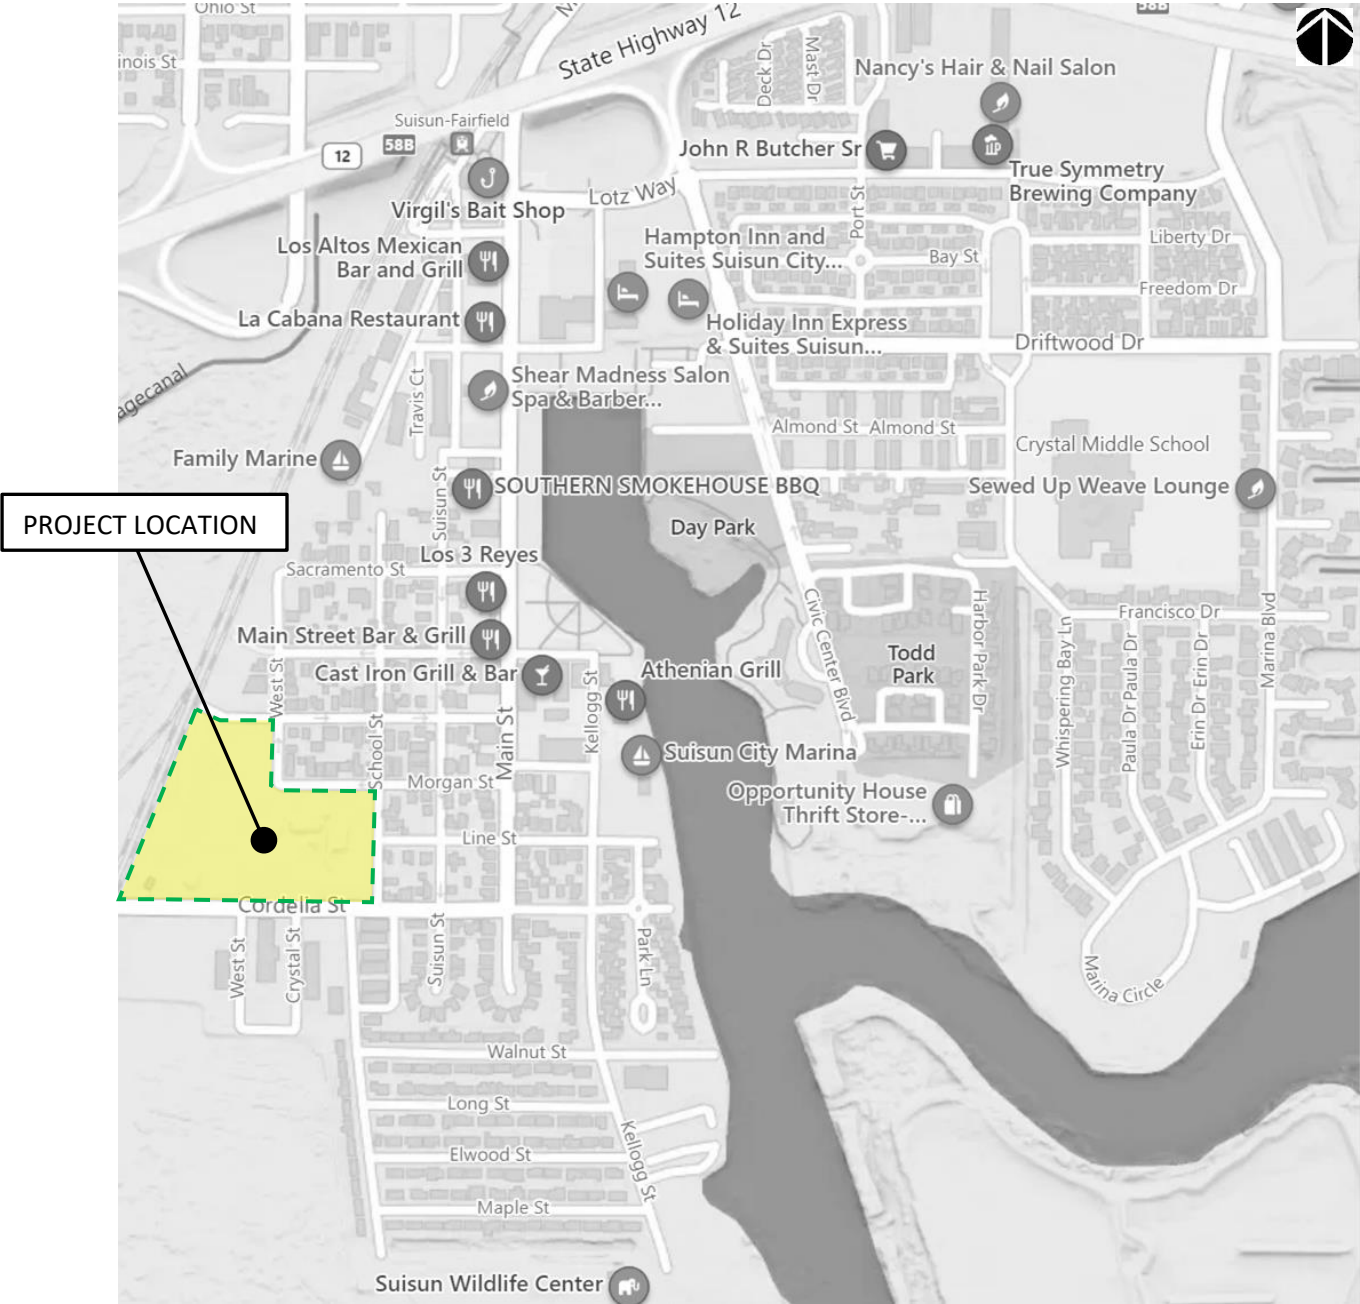 Ohio St
State Highway 12
58B
inois St
Deck Dr
Mast Dr
Nancy's Hair & Nail Salon
Suisun-Fairfield
58B
12
John R Butcher Sr
True Symmetry
Brewing Company
Virgil's Bait Shop
Lotz Way
Port St
Los Altos Mexican
Bar and Grill
Hampton Inn and
Suites Suisun City...
Bay St
Liberty Dr
Freedom Dr
La Cabana Restaurant
Holiday Inn Express
& Suites Suisun...
Driftwood Dr
agecanal
Travis Ct
Shear Madness Salon
Spa& Barber...
Almond St
Almond St
Crystal Middle School
Family Marine
Suisun St
SOUTHERN SMOKEHOUSE BBQ
Sewed Up Weave Lounge
PROJECT LOCATION
Day Park
Los 3 Reyes
Sacramento St
Civic Center Blvd
Harbor Park Dr
Francisco Dr
Marina Blvd
Main Street Bar & Grill
Cast Iron Grill & Bar
Athenian Grill
Todd
Park
West St
Kellogg St
Whispering Bay Ln
Paula Dr
Paula Dr
Erin Dr
Erin Dr
School St
Main St
Suisun City Marina
Morgan St
Opportunity House
Thrift Store-...
Line St
Cordelia St
West St
Crystal St
Suisun St
Park Ln
Marina Circle
Walnut St
Long St
Kellogg St
Elwood St
Maple St
Suisun Wildlife Center